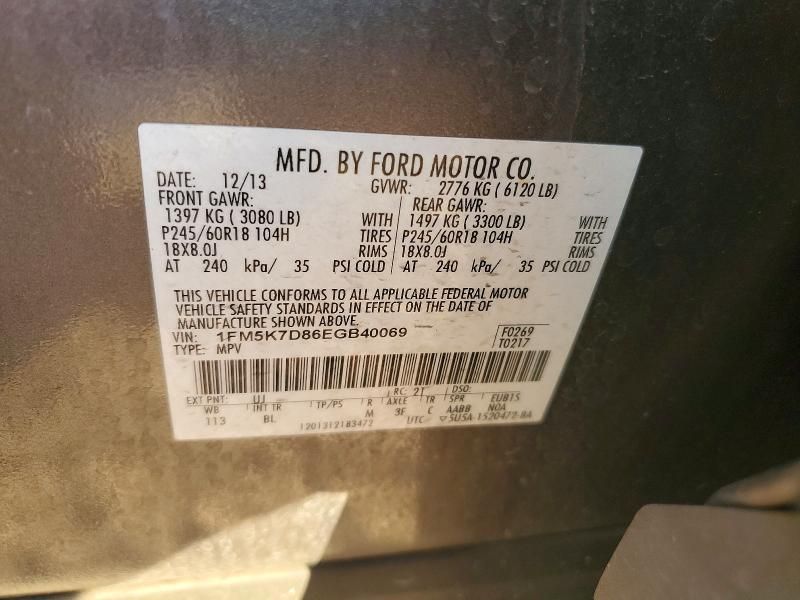 MFD. BY FORD MOTOR CO.
DATE: 12/13 GVWR: 2776 KG ( 6120 LB)
FRONT GAWR: REAR GAWR:
1397 KG ( 3080 LB) WITH 1497 KG ( 3300 LB) WITH
P245/60R18 104H TIRES P245/60R18 104H TIRES
18X8.0J RIMS 18X8.0J RIMS
AT 240 kPa/ 35 PSI COLD AT 240 kPa/ 35 PSI COLD
THIS VEHICLE CONFORMS TO ALL APPLICABLE FEDERAL MOTOR
VEHICLE SAFETY STANDARDS IN EFFECT ON THE DATE OF
MANUFACTURE SHOWN ABOVE.
VIN: 1FM5K7D86EGB40069 F0269
TYPE: MPV T0217
EXT PNT: UJ RC: 21 DSO:
WB INT TR TP/PS R AXLE TR SPR EUB15
113 BL M 3F C AABB NOA
1201312183472 UTC ▽5U5A-1520472-BA